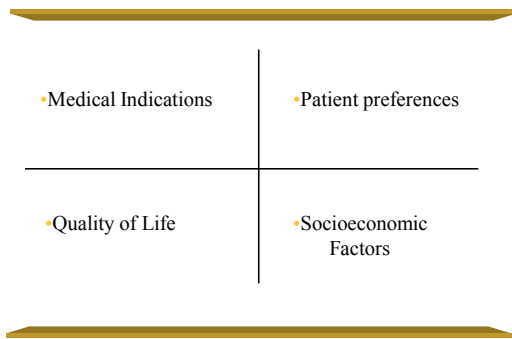 •Medical Indications
•Patient preferences
•Quality of Life
•Socioeconomic
Factors